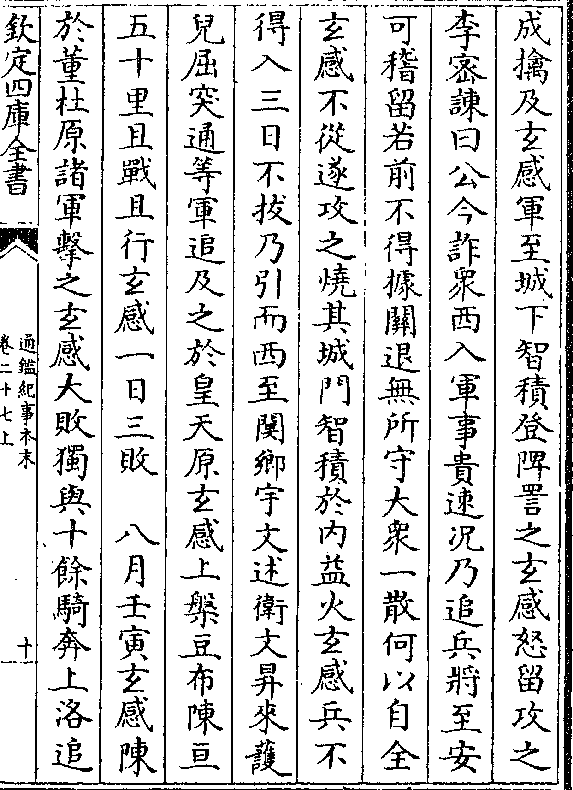 成擒及玄感軍至城下智積登陴詈之玄感怒留攻之
李宻諫曰公今詐衆西入軍事貴速况乃追兵將至安
可稽留若前不得據關退無所守大衆一散何以自全
玄感不從遂攻之燒其城門智積於内益火玄感兵不
得入三日不拔乃引而西至閿鄉宇文述衛文昇來護
兒屈突通等軍追及之於皇天原玄感上槃豆布陳亘
五十里且戰且行玄感一日三敗　八月壬寅玄感陳
於董杜原諸軍擊之玄感大敗獨與十餘騎奔上洛追
欽定四庫全書
通鑑紀事本末
卷二十七上
十